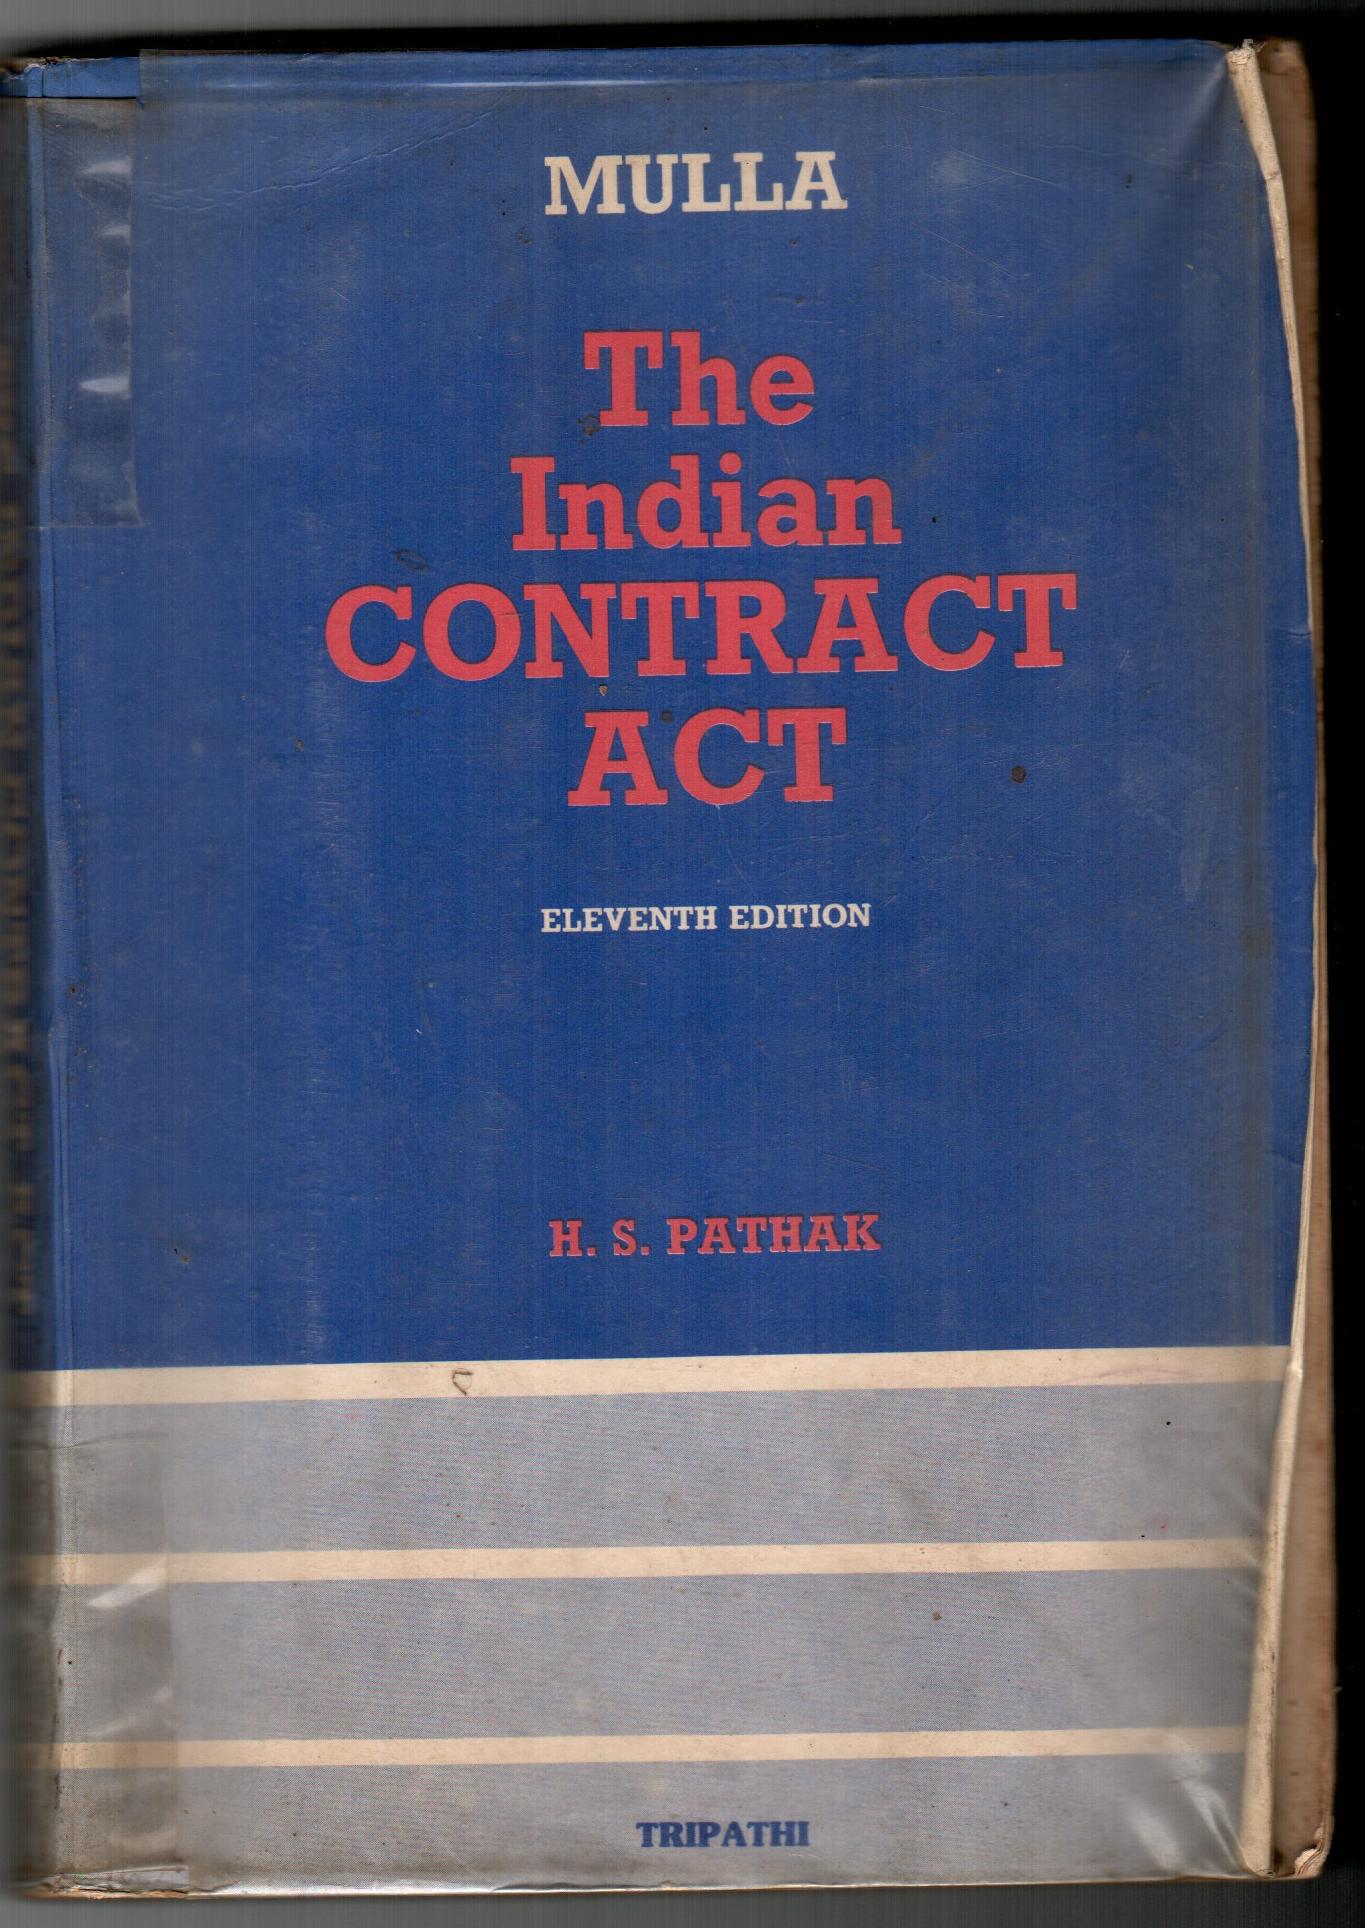 MULLA
The
Indian
CONTRACT
ACT
ELEVENTH EDITION
H. S. PATHAK
TRIPATHI